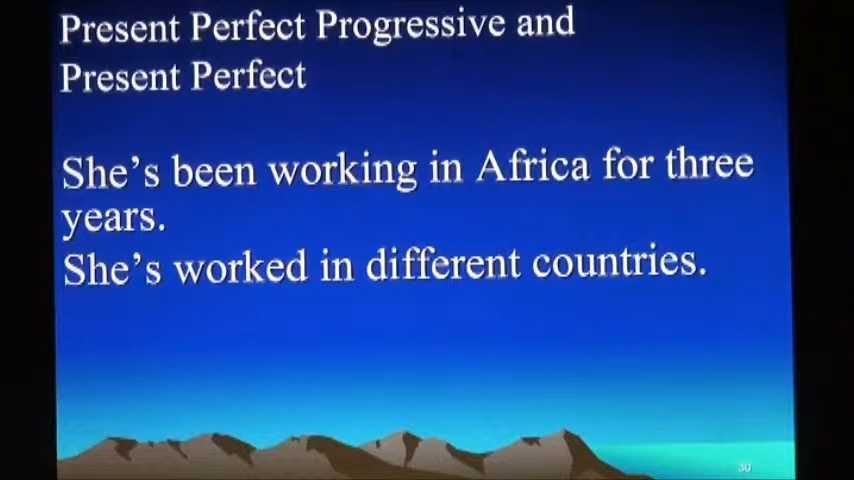 Present Perfect Progressive and
Present Perfect
She's been working in Africa for three
years.
She's worked in different countries.
30